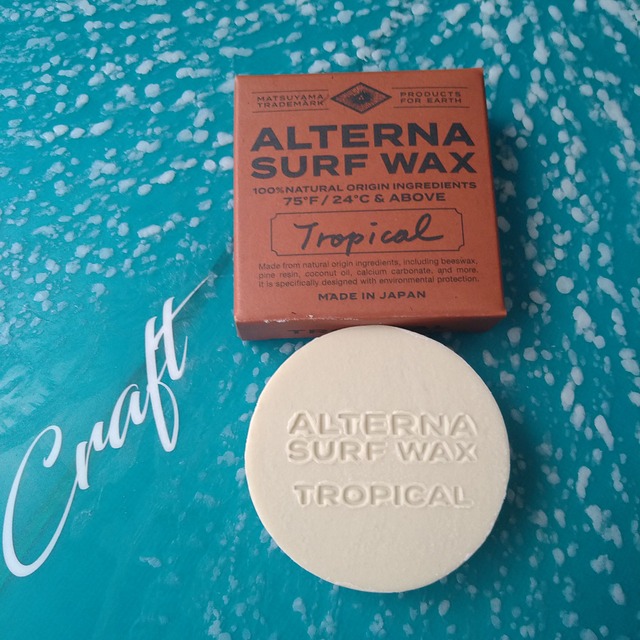 MATSUYAMA
TRADEMARK
PRODUCTS
FOR EARTH
ALTERNA
SURF WAX
100% NATURAL ORIGIN INGREDIENTS
75°F / 24°C & ABOVE
Tropical
Made from natural origin ingredients, including beeswax,
pine resin, coconut oil, calcium carbonate, and more.
It is specifically designed with environmental protection.
MADE IN JAPAN
Craft
ALTERNA
SURF WAX
TROPICAL